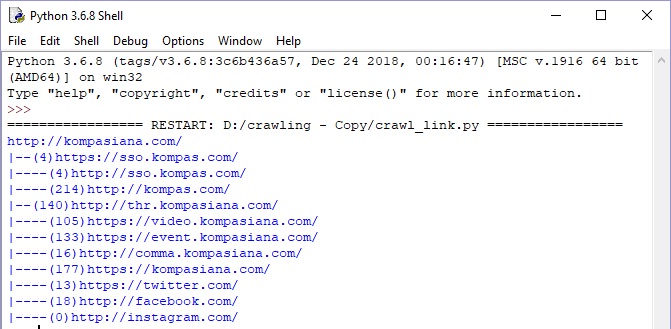 Python 3.6.8 Shell
File Edit Shell Debug Options Window Help
Python 3.6.8 (tags/v3.6.8:3c6b436a57, Dec 24 2018, 00:16:47) [MSC v.1916 64 bit
(AMD64)] on win32
Type "help", "copyright", "credits" or "license()" for more information.
>>>
================= RESTART: D:/crawling - Copy/crawl_link.py =================
http://kompasiana.com/
|--(4)https://sso.kompas.com/
|----(4)http://sso.kompas.com/
|----(214)http://kompas.com/
|--(140)http://thr.kompasiana.com/
|----(105)https://video.kompasiana.com/
|----(133)https://event.kompasiana.com/
|----(16)http://comma.kompasiana.com/
|----(177)https://kompasiana.com/
|----(13)https://twitter.com/
|----(18)http://facebook.com/
|----(0)http://instagram.com/